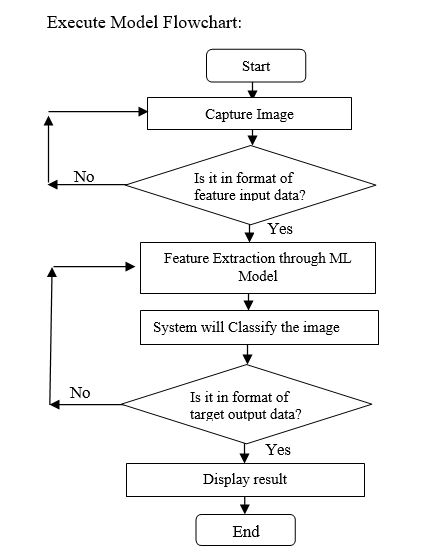 Execute Model Flowchart:
Start
Capture Image
Is it in format of
feature input data?
No
Yes
Feature Extraction through ML
Model
System will Classify the image
Is it in format of
target output data?
No
Yes
Display result
End